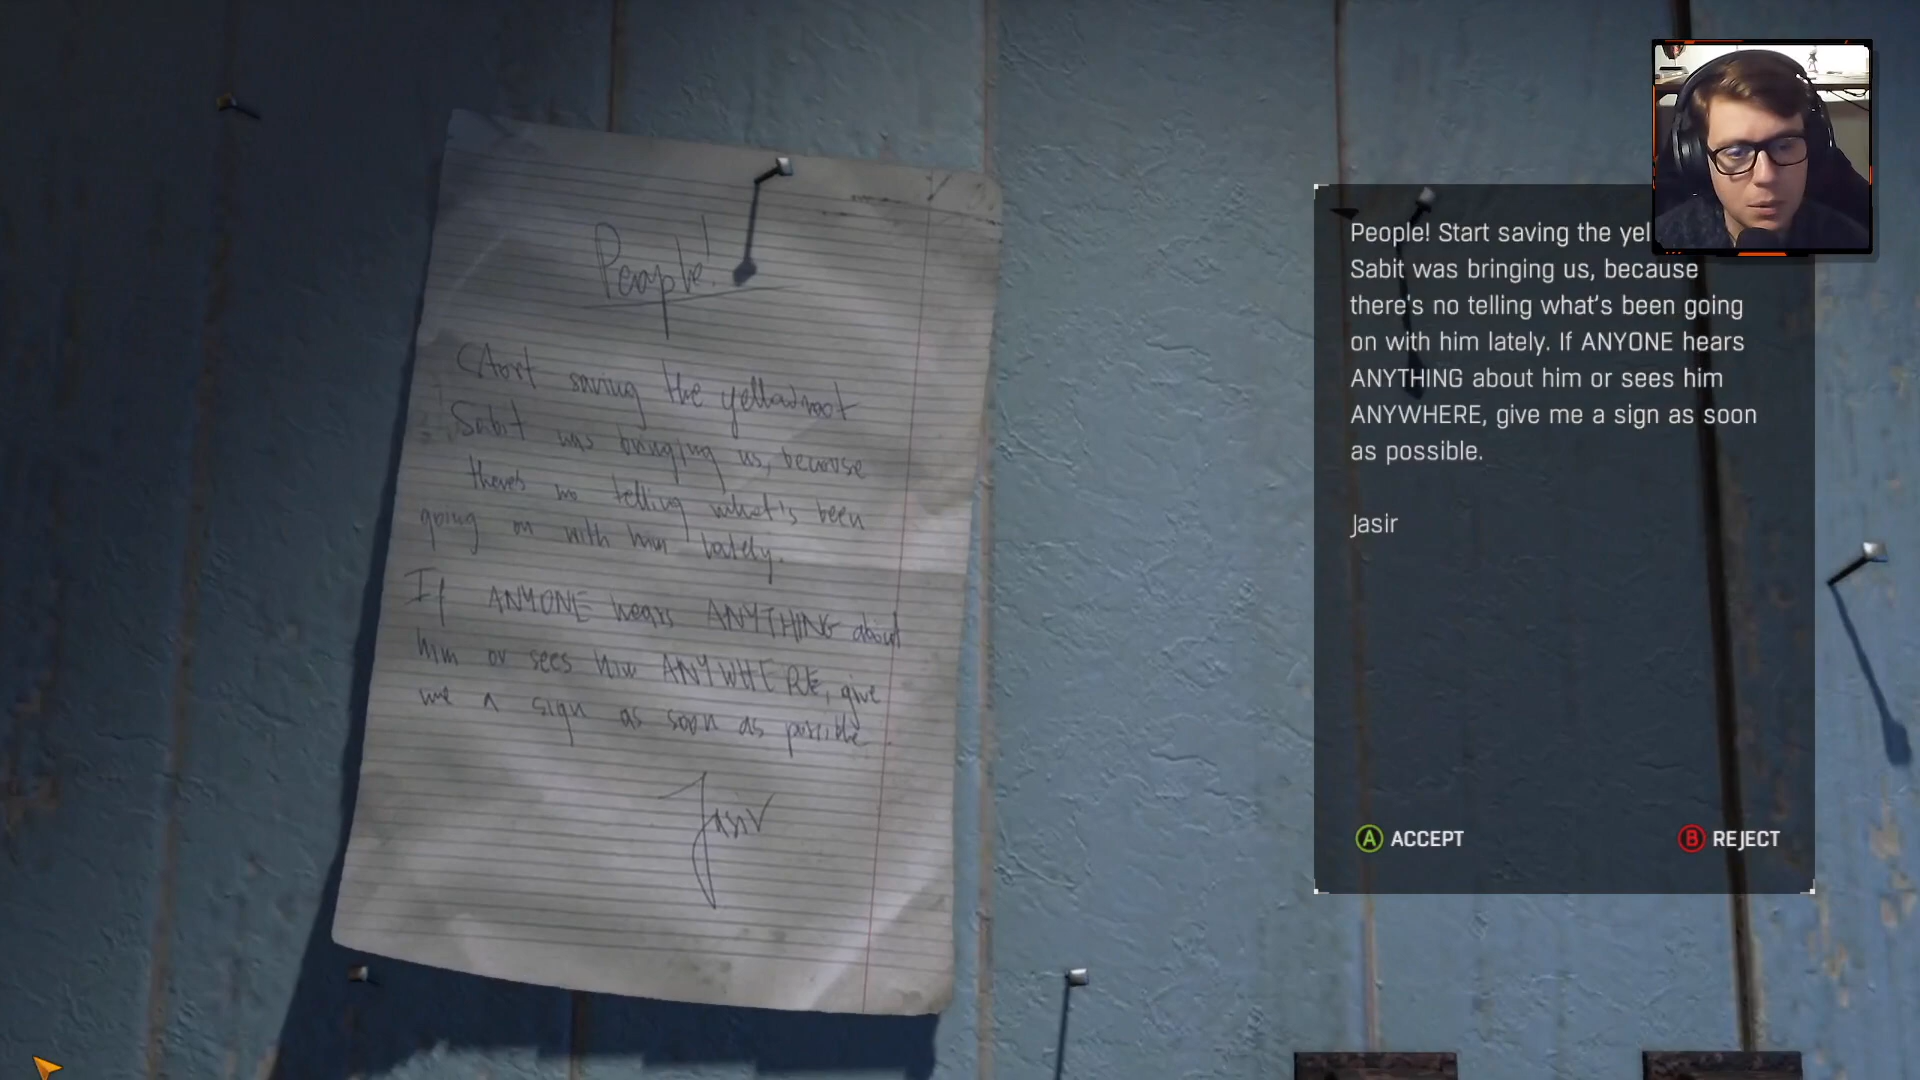 People!
Start saving the yellowroot
Sabit was bringing us, because
there's no telling what's been
going on with him lately.
If ANYONE hears ANYTHING about
him or sees him ANYWHERE, give
me a sign as soon as possible.
Jasir
People! Start saving the yel
Sabit was bringing us, because
there's no telling what's been going
on with him lately. If ANYONE hears
ANYTHING about him or sees him
ANYWHERE, give me a sign as soon
as possible.
Jasir
A ACCEPT
B REJECT